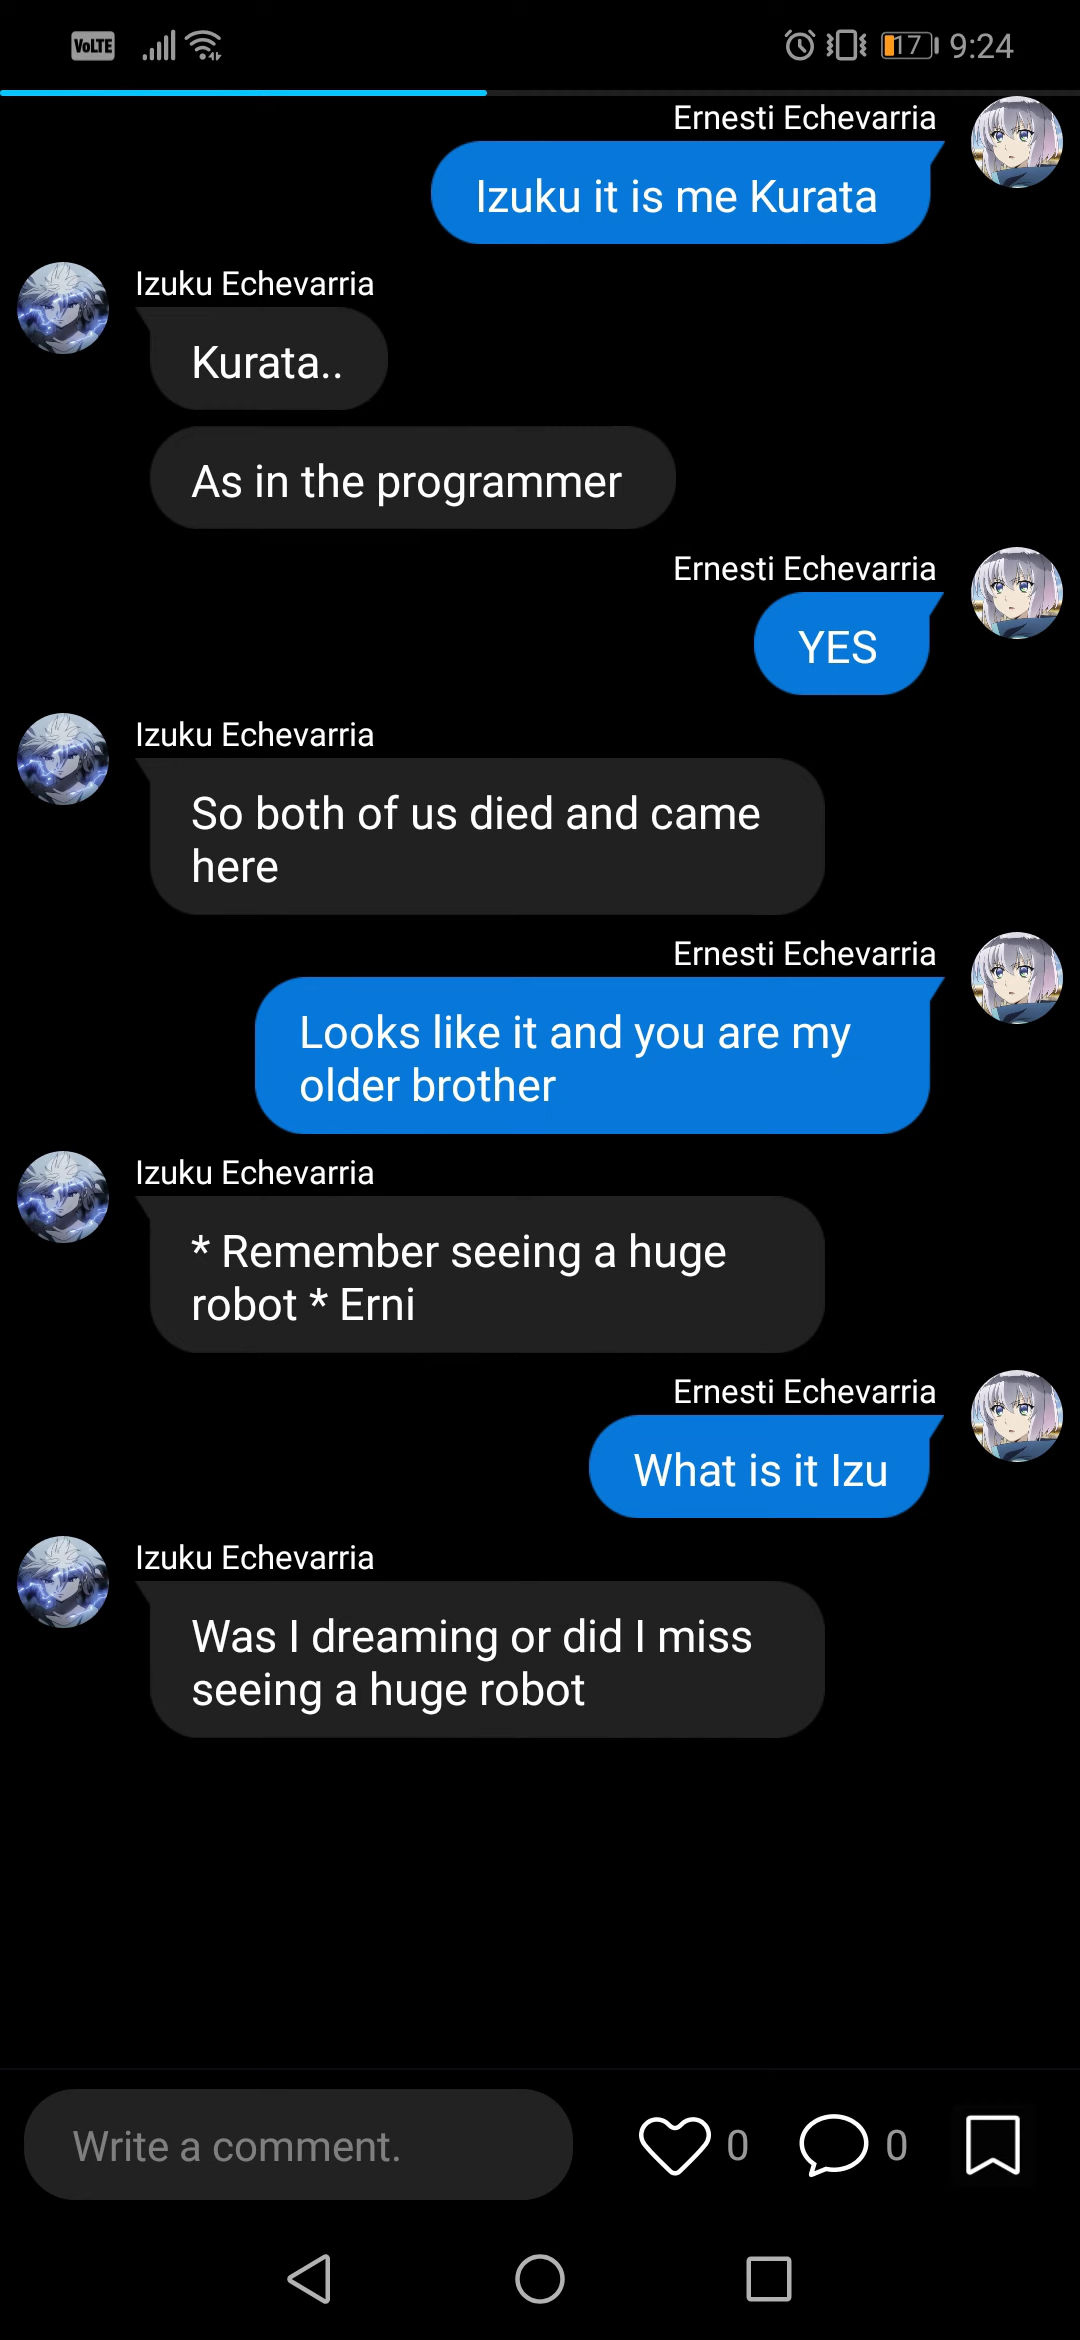 VoLTE 17 9:24
Ernesti Echevarria
Izuku it is me Kurata
Izuku Echevarria
Kurata..
As in the programmer
Ernesti Echevarria
YES
Izuku Echevarria
So both of us died and came
here
Ernesti Echevarria
Looks like it and you are my
older brother
Izuku Echevarria
* Remember seeing a huge
robot * Erni
Ernesti Echevarria
What is it Izu
Izuku Echevarria
Was I dreaming or did I miss
seeing a huge robot
Write a comment. 0 0